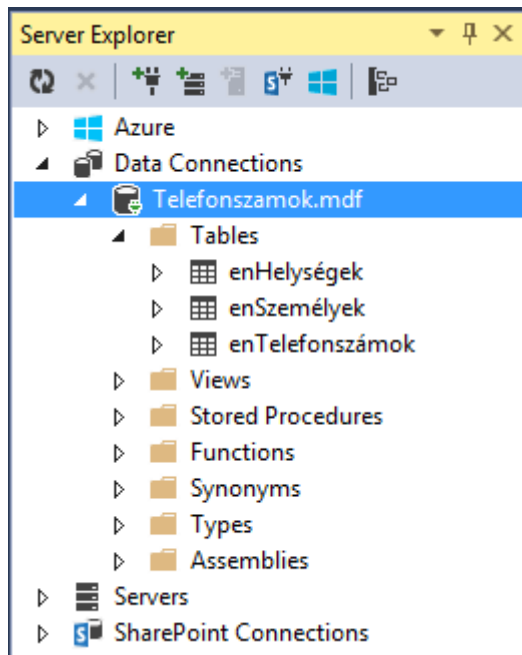 Server Explorer
Azure
Data Connections
Telefonszamok.mdf
Tables
enHelységek
enSzemélyek
enTelefonszámok
Views
Stored Procedures
Functions
Synonyms
Types
Assemblies
Servers
SharePoint Connections